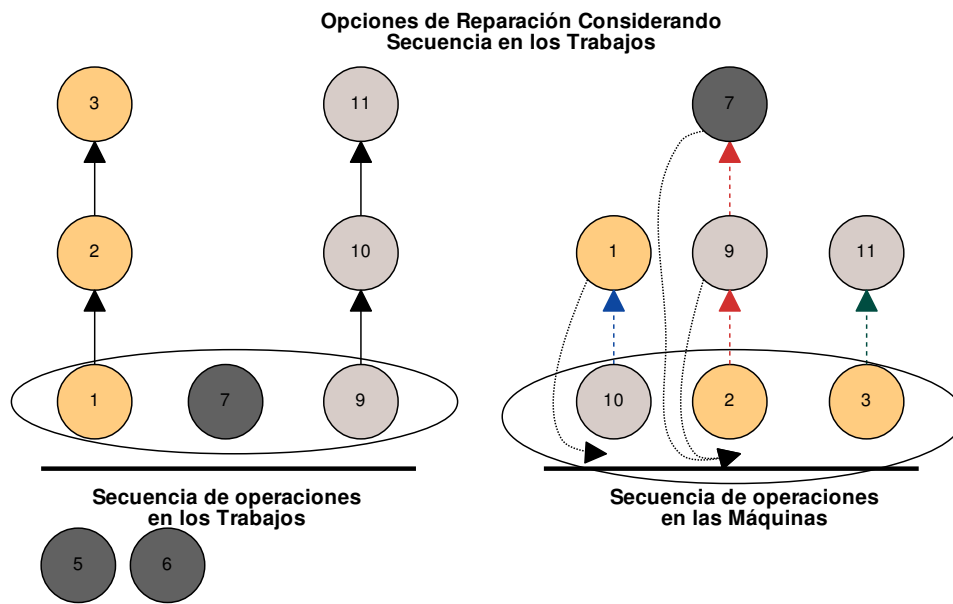 Opciones de Reparación Considerando
Secuencia en los Trabajos
3
11
7
2
10
1
9
11
1
7
9
10
2
3
Secuencia de operaciones
en los Trabajos
Secuencia de operaciones
en las Máquinas
5
6